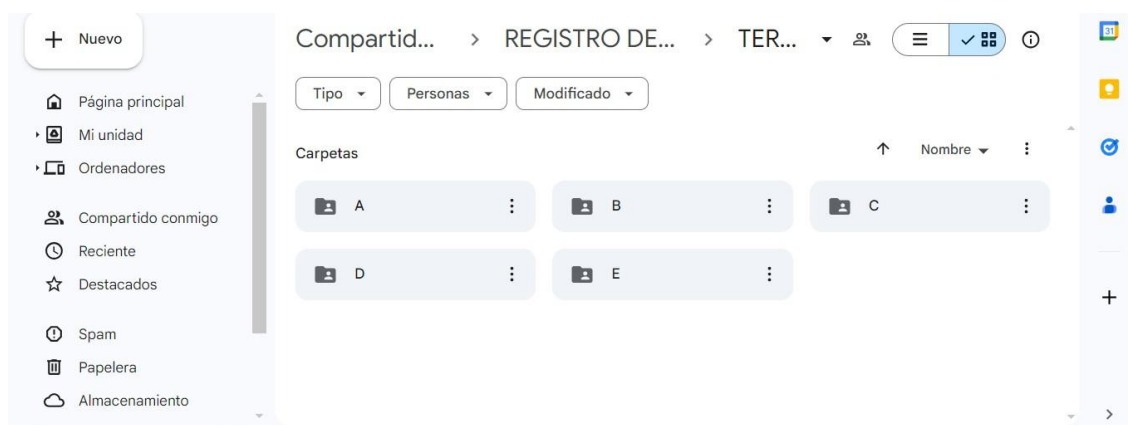 Nuevo
Página principal
Mi unidad
Ordenadores
Compartido conmigo
Reciente
Destacados
Spam
Papelera
Almacenamiento
Compartid... > REGISTRO DE... > TER...
Tipo Personas Modificado
Carpetas Nombre
A B C
D E
31